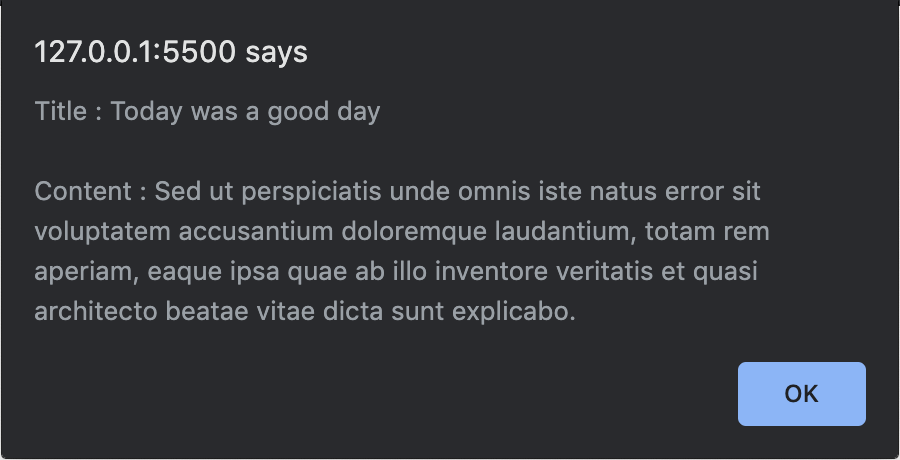 127.0.0.1:5500 says
Title : Today was a good day
Content : Sed ut perspiciatis unde omnis iste natus error sit
voluptatem accusantium doloremque laudantium, totam rem
aperiam, eaque ipsa quae ab illo inventore veritatis et quasi
architecto beatae vitae dicta sunt explicabo.
OK